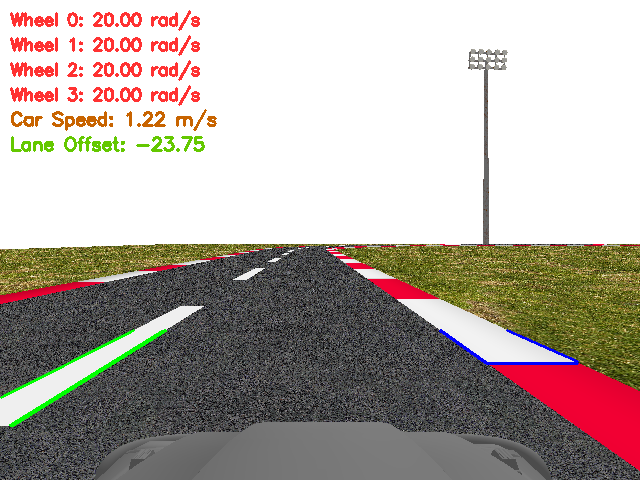 Wheel 0: 20.00 rad/s
Wheel 1: 20.00 rad/s
Wheel 2: 20.00 rad/s
Wheel 3: 20.00 rad/s
Car Speed: 1.22 m/s
Lane Offset: -23.75